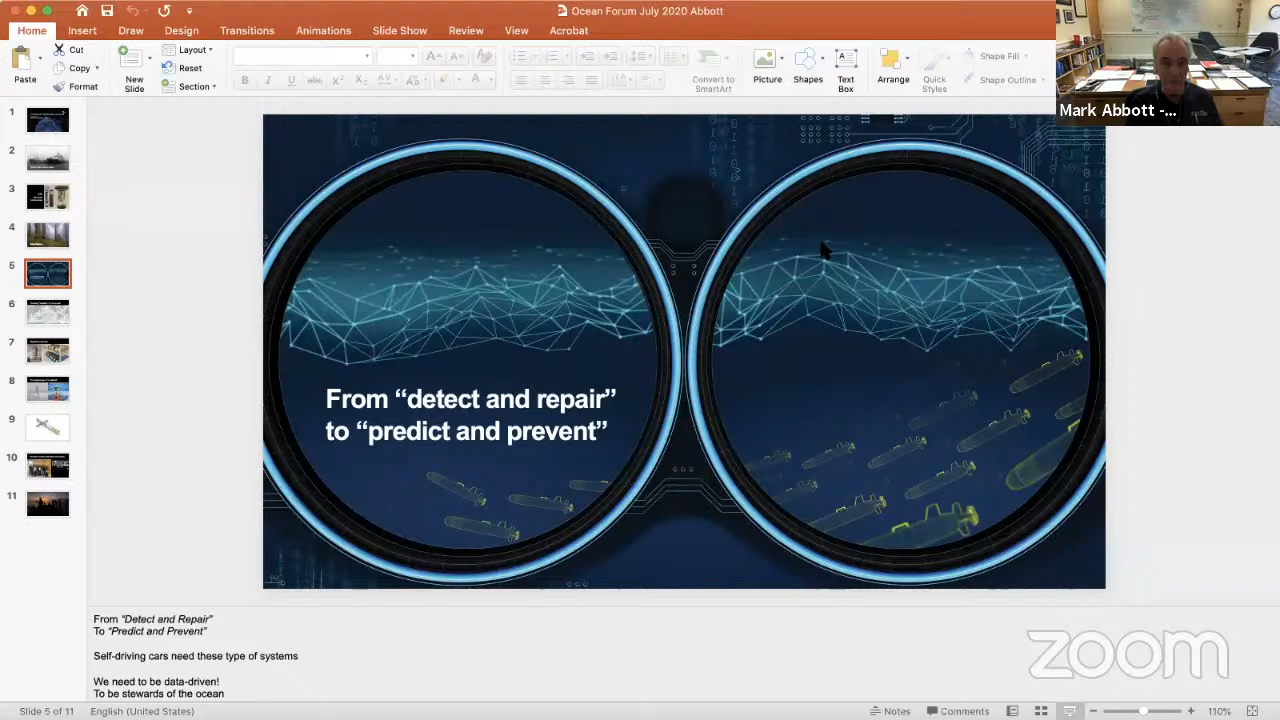 Ocean Forum July 2020 Abbott
Home Insert Draw Design Transitions Animations Slide Show Review View Acrobat
Paste
Cut
Copy
Format
New Slide
Layout
Reset
Section
B I U abc X² X₂ AV Aa A
Convert to SmartArt
Picture
Shapes
Text Box
Arrange
Quick Styles
Shape Fill
Shape Outline
Mark Abbott -...
1
2
3
4
5
6
7
8
9
10
11
From “detect and repair”
to “predict and prevent”
From “Detect and Repair”
To “Predict and Prevent”
Self-driving cars need these type of systems
We need to be data-driven!
To be stewards of the ocean
zoom
Slide 5 of 11 English (United States) Notes Comments 110%